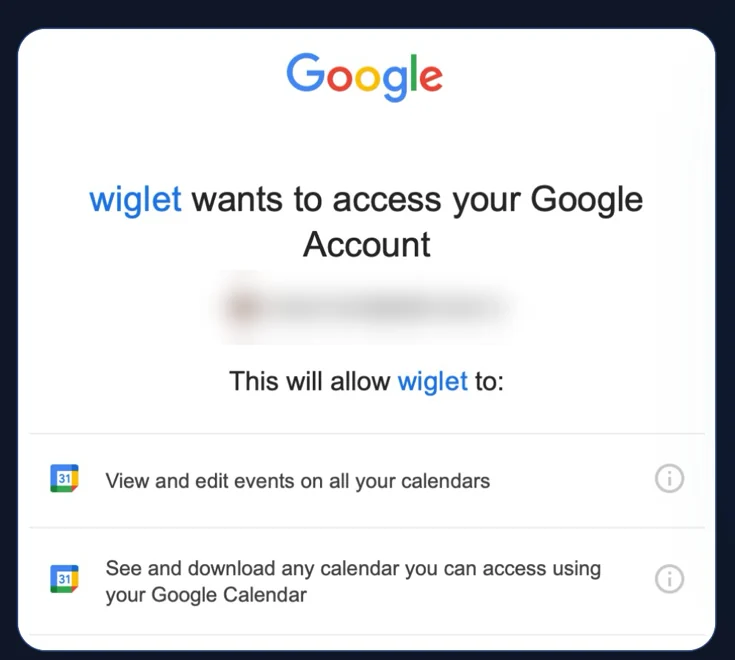 Google
wiglet wants to access your Google
Account
This will allow wiglet to:
31
View and edit events on all your calendars
31
See and download any calendar you can access using
your Google Calendar